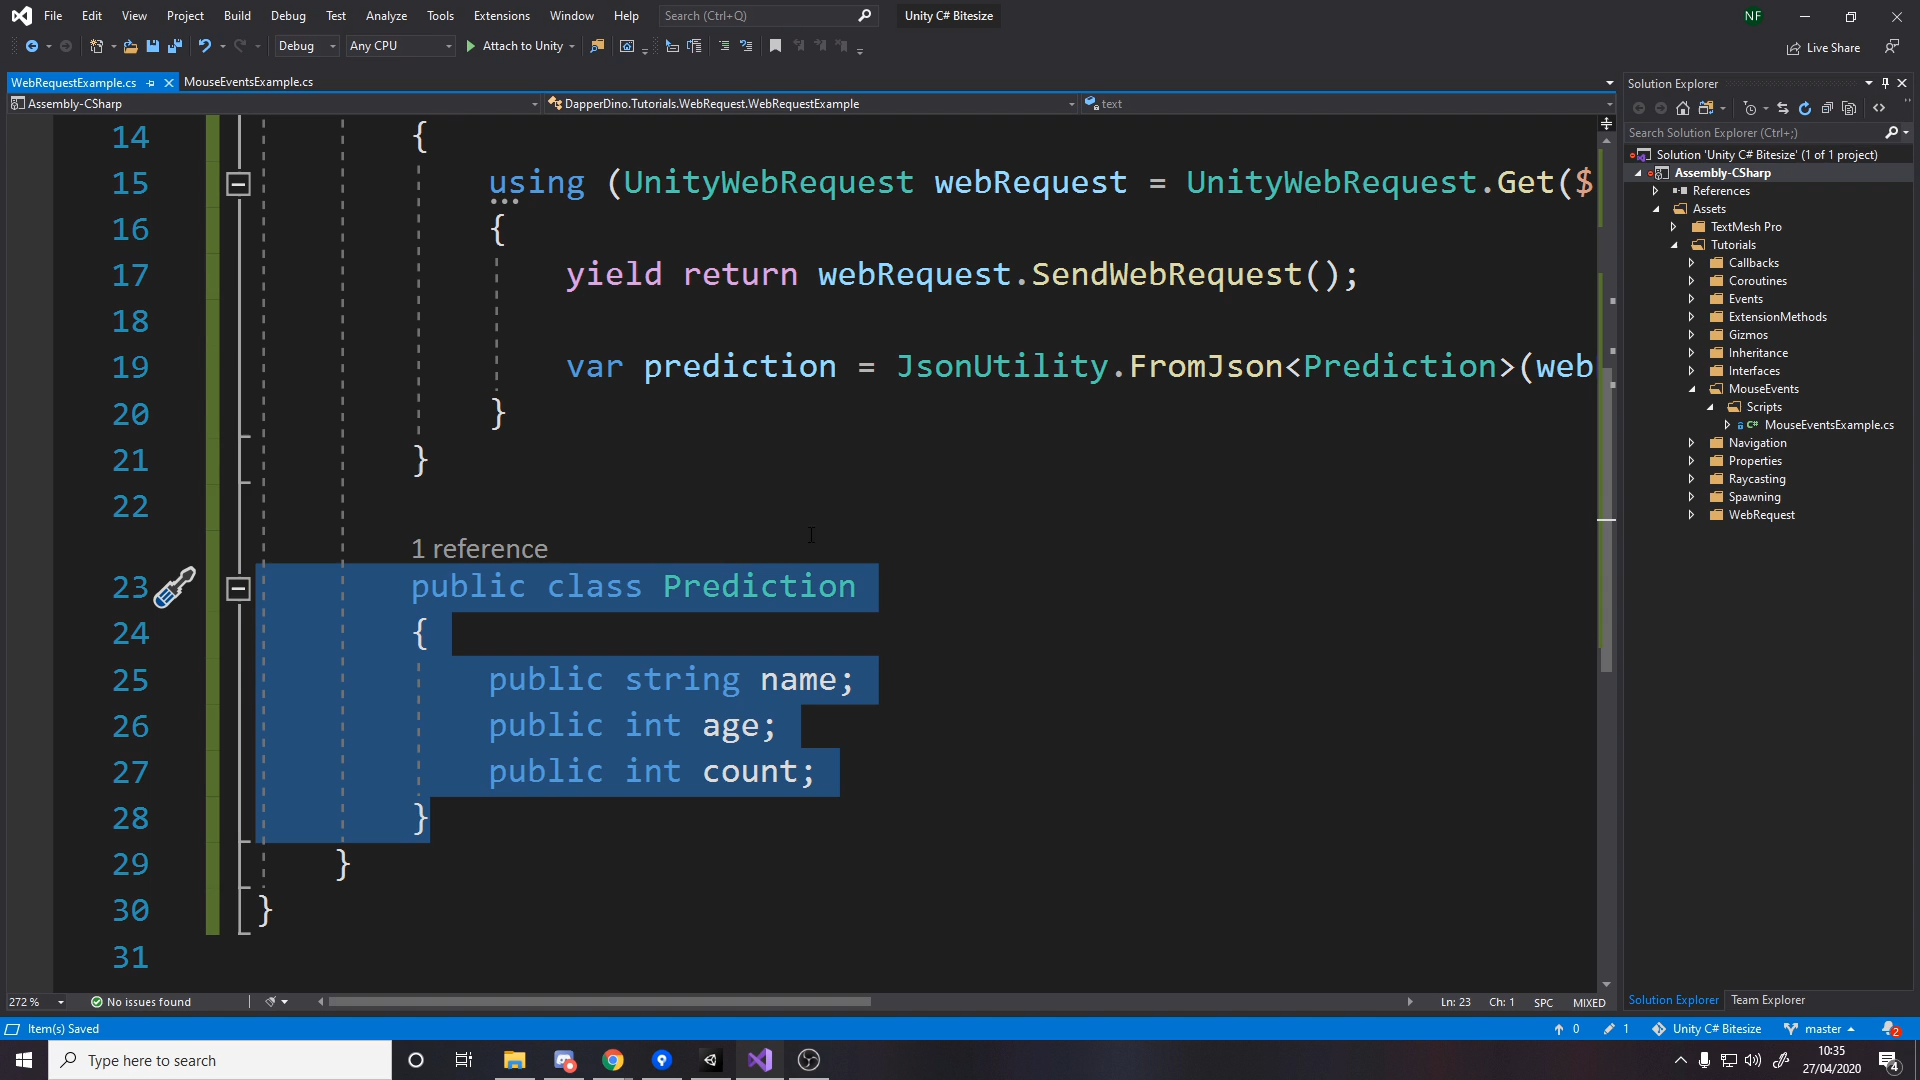 File Edit View Project Build Debug Test Analyze Tools Extensions Window Help Search (Ctrl+Q) Unity C# Bitesize NF
Debug Any CPU Attach to Unity Live Share
WebRequestExample.cs MouseEventsExample.cs
Assembly-CSharp DapperDino.Tutorials.WebRequest.WebRequestExample text
14 {
15 using (UnityWebRequest webRequest = UnityWebRequest.Get($
16 {
17 yield return webRequest.SendWebRequest();
18
19 var prediction = JsonUtility.FromJson<Prediction>(web
20 }
21 }
22
1 reference
23 public class Prediction
24 {
25 public string name;
26 public int age;
27 public int count;
28 }
29 }
30 }
31
272 % No issues found Ln: 23 Ch: 1 SPC MIXED
Solution Explorer
Search Solution Explorer (Ctrl+;)
Solution 'Unity C# Bitesize' (1 of 1 project)
Assembly-CSharp
References
Assets
TextMesh Pro
Tutorials
Callbacks
Coroutines
Events
ExtensionMethods
Gizmos
Inheritance
Interfaces
MouseEvents
Scripts
C# MouseEventsExample.cs
Navigation
Properties
Raycasting
Spawning
WebRequest
Solution Explorer Team Explorer
Item(s) Saved 0 1 Unity C# Bitesize master 2
Type here to search 10:35
27/04/2020 4